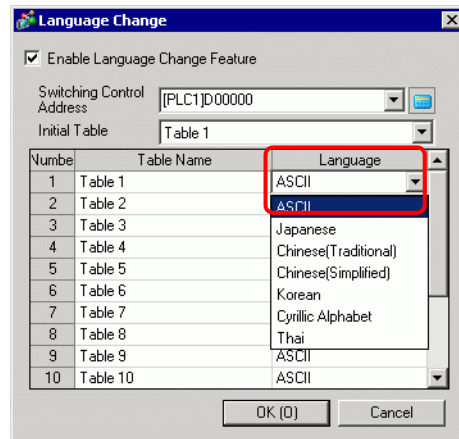 Language Change
Enable Language Change Feature
Switching Control Address [PLC1]D00000
Initial Table Table 1
Numbe Table Name Language
1 Table 1 ASCII
2 Table 2 ASCII
3 Table 3 Japanese
4 Table 4 Chinese(Traditional)
5 Table 5 Chinese(Simplified)
6 Table 6 Korean
7 Table 7 Cyrillic Alphabet
8 Table 8 Thai
9 Table 9 ASCII
10 Table 10 ASCII
OK (O) Cancel